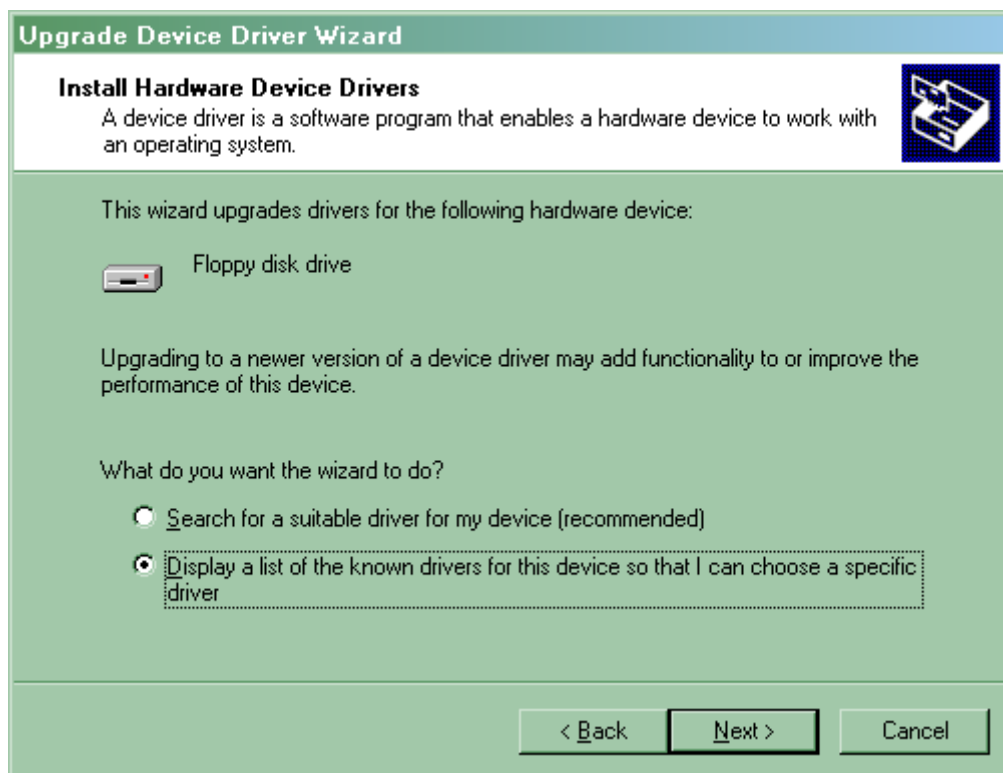 Upgrade Device Driver Wizard
Install Hardware Device Drivers
A device driver is a software program that enables a hardware device to work with
an operating system.
This wizard upgrades drivers for the following hardware device:
Floppy disk drive
Upgrading to a newer version of a device driver may add functionality to or improve the
performance of this device.
What do you want the wizard to do?
Search for a suitable driver for my device (recommended)
Display a list of the known drivers for this device so that I can choose a specific
driver
< Back
Next >
Cancel